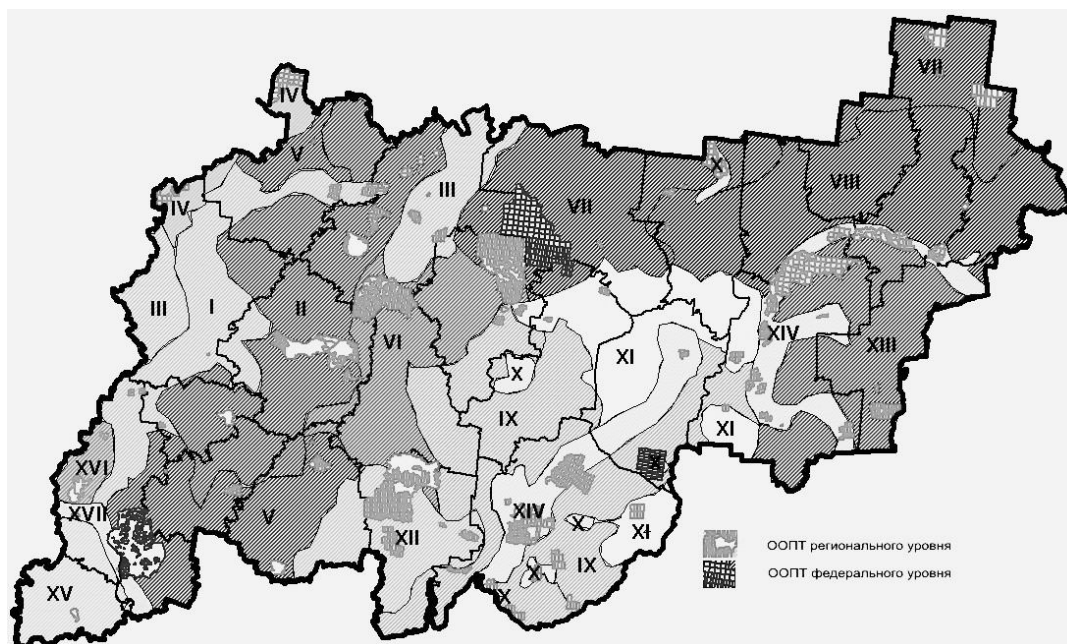 VII
IV
V
X
III
VII
VIII
IV
III
I
II
XIV
XIII
VI
XI
X
IX
XI
XVI
X
XVII
V
XIV
X
XI
XII
IX
X
X
XV
ООПТ регионального уровня
ООПТ федерального уровня